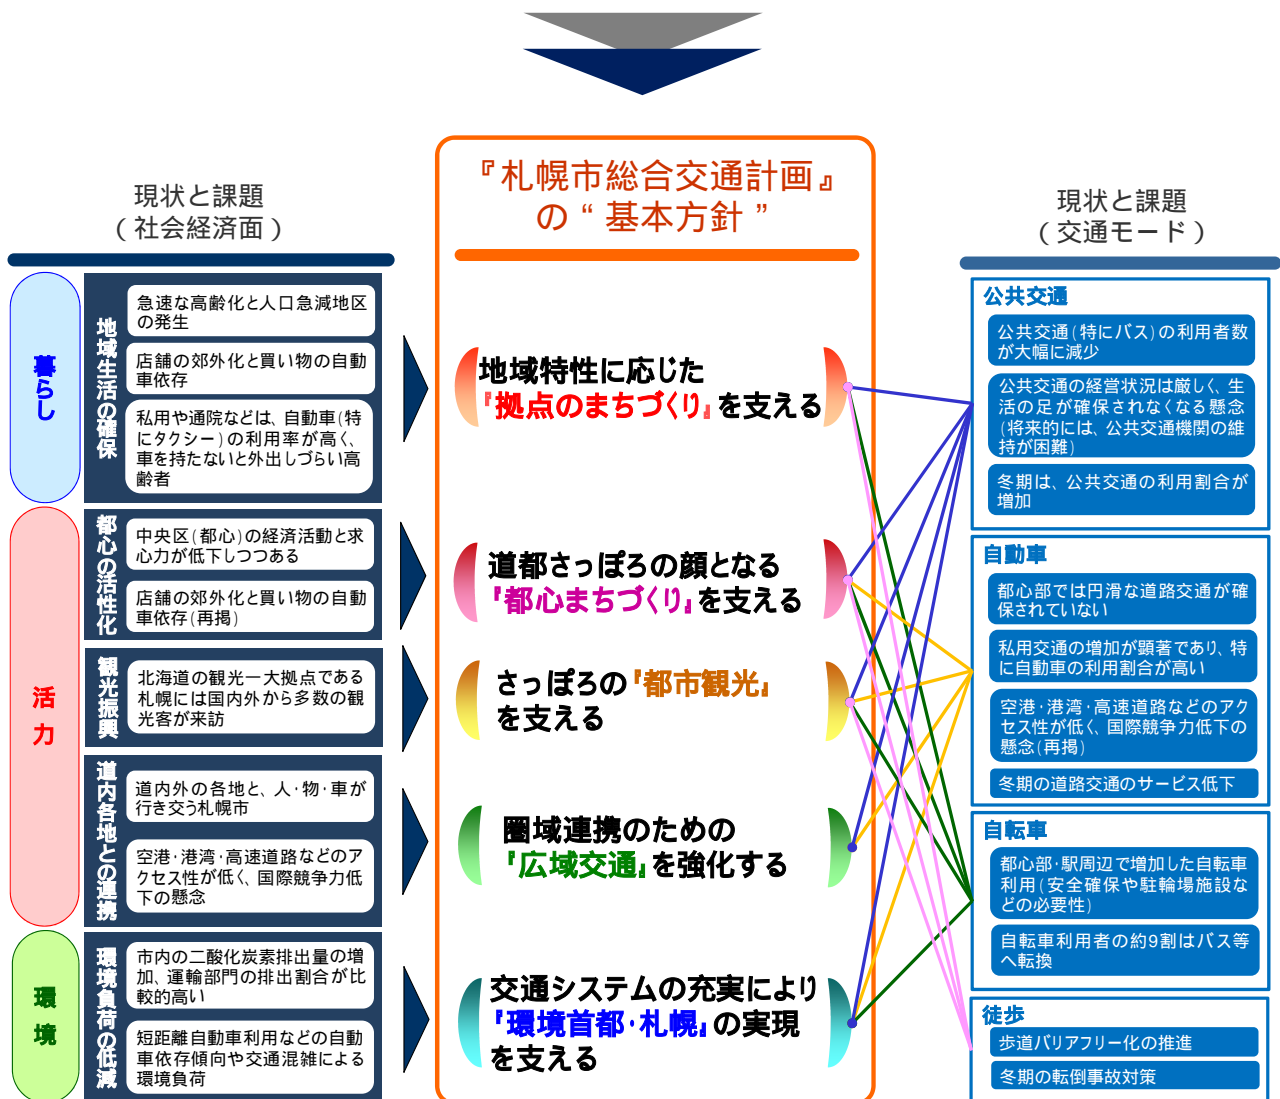 『札幌市総合交通計画』
の“基本方針”
現状と課題
(社会経済面)
暮らし
地域生活の確保
急速な高齢化と人口急減地区
の発生
店舗の郊外化と買い物の自動
車依存
私用や通院などは、自動車(特
にタクシー)の利用率が高く、
車を持たないと外出しづらい高
齢者
活力
都心の活性化
中央区(都心)の経済活動と求
心力が低下しつつある
店舗の郊外化と買い物の自動
車依存(再掲)
観光振興
北海道の観光一大拠点である
札幌には国内外から多数の観
光客が来訪
道内各地との連携
道内外の各地と、人・物・車が
行き交う札幌市
空港・港湾・高速道路などのア
クセス性が低く、国際競争力低
下の懸念
環境
環境負荷の低減
市内の二酸化炭素排出量の増
加、運輸部門の排出割合が比
較的高い
短距離自動車利用などの自動
車依存傾向や交通混雑による
環境負荷
地域特性に応じた
『拠点のまちづくり』を支える
道都さっぽろの顔となる
『都心まちづくり』を支える
さっぽろの『都市観光』
を支える
圏域連携のための
『広域交通』を強化する
交通システムの充実により
『環境首都・札幌』の実現
を支える
現状と課題
(交通モード)
公共交通
公共交通(特にバス)の利用者数
が大幅に減少
公共交通の経営状況は厳しく、生
活の足が確保されなくなる懸念
(将来的には、公共交通機関の維
持が困難)
冬期は、公共交通の利用割合が
増加
自動車
都心部では円滑な道路交通が確
保されていない
私用交通の増加が顕著であり、特
に自動車の利用割合が高い
空港・港湾・高速道路などのアク
セス性が低く、国際競争力低下の
懸念(再掲)
冬期の道路交通のサービス低下
自転車
都心部・駅周辺で増加した自転車
利用(安全確保や駐輪場施設な
どの必要性)
自転車利用者の約9割はバス等
へ転換
徒歩
歩道バリアフリー化の推進
冬期の転倒事故対策